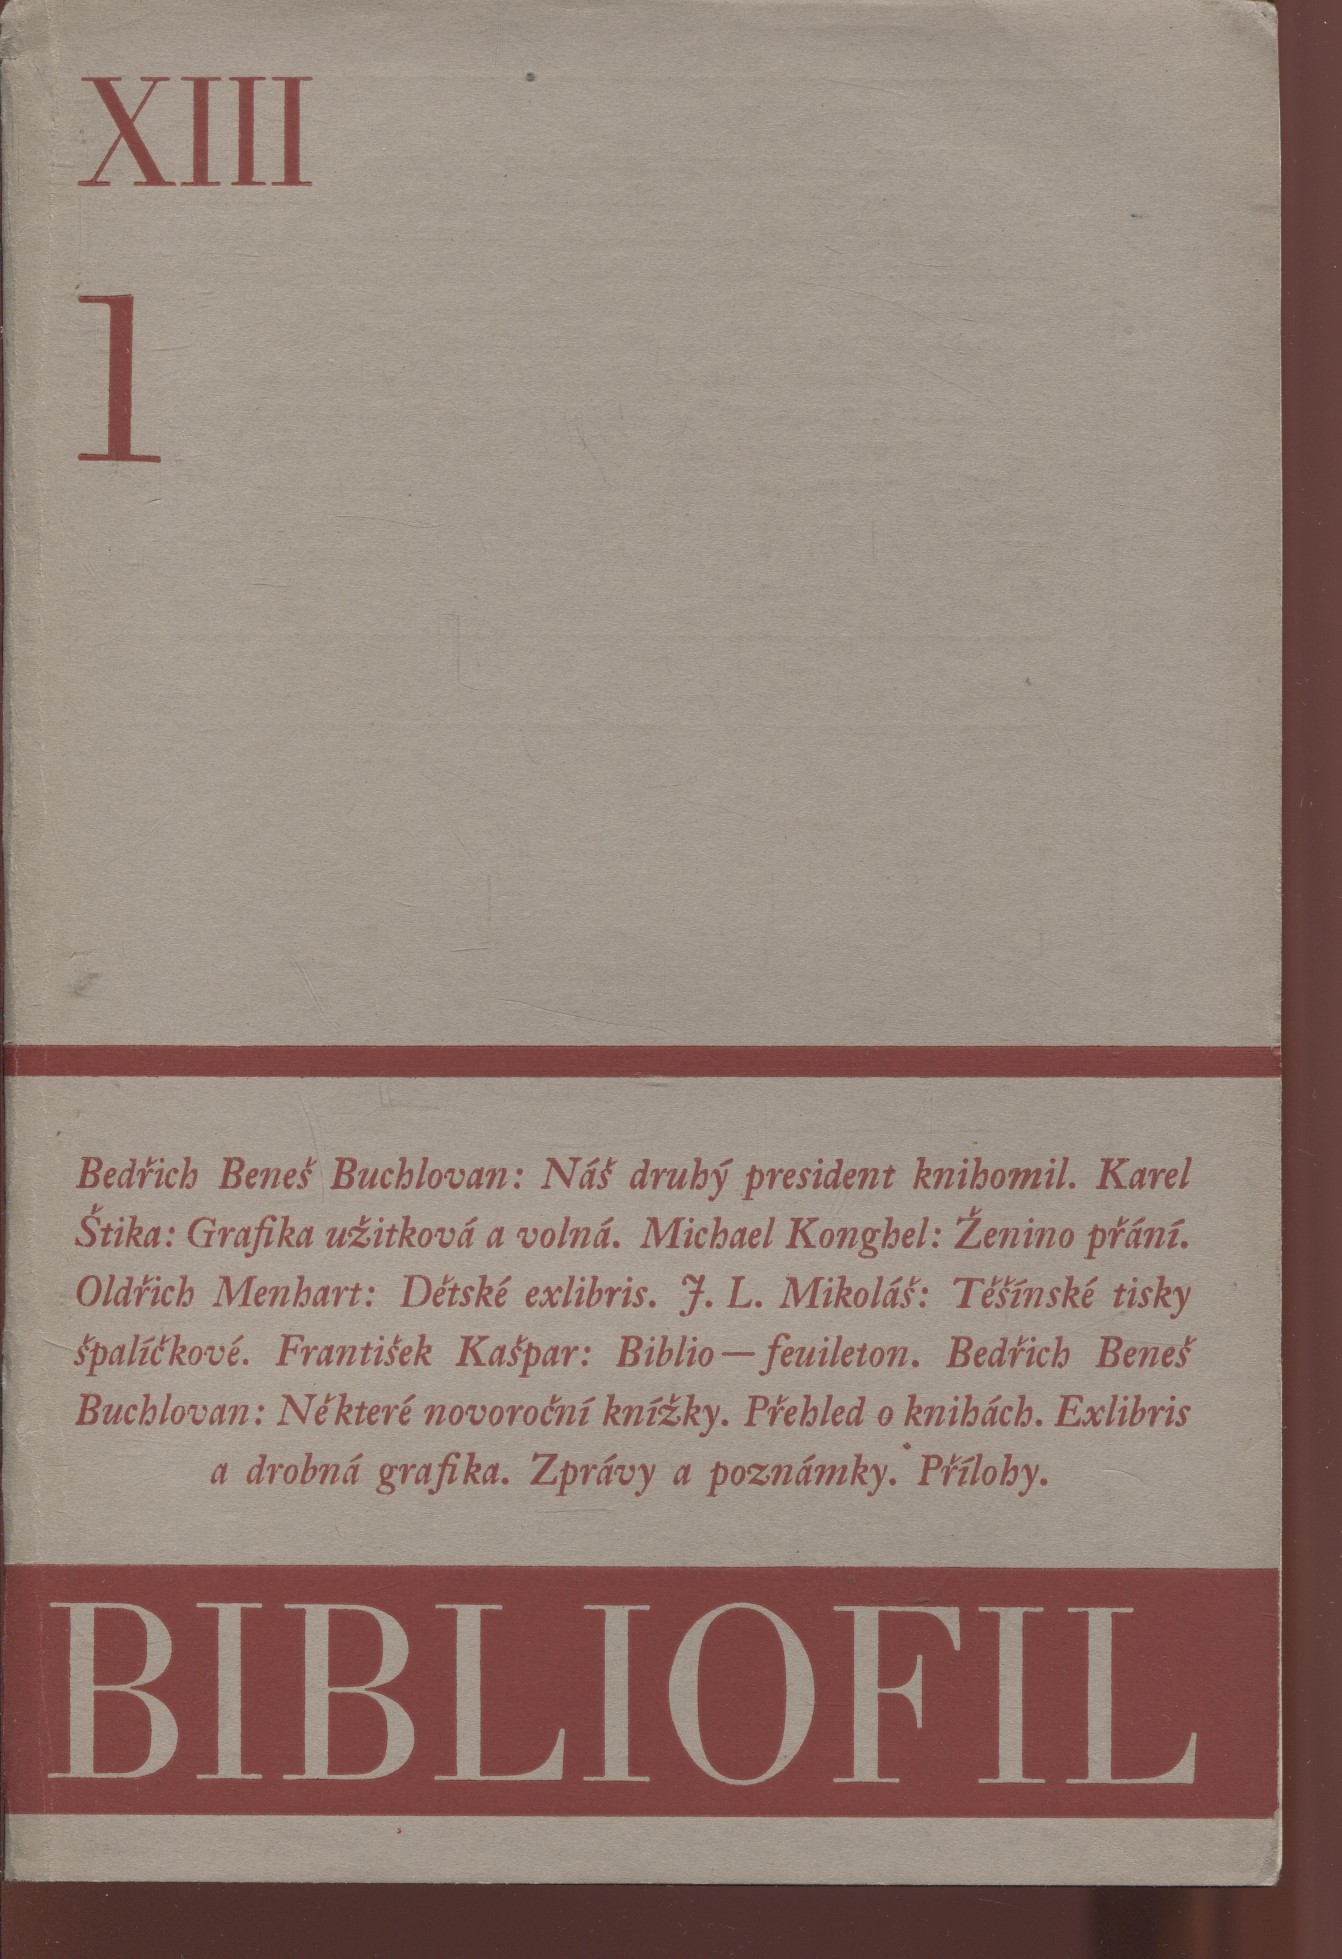 XIII
1
Bedřich Beneš Buchlovan: Náš druhý president knihomil. Karel
Štika: Grafika užitková a volná. Michael Konghel: Ženino přání.
Oldřich Menhart: Dětské exlibris. J. L. Mikoláš: Těšínské tisky
špalíčkové. František Kašpar: Biblio — feuileton. Bedřich Beneš
Buchlovan: Některé novoroční knížky. Přehled o knihách. Exlibris
a drobná grafika. Zprávy a poznámky. Přílohy.
BIBLIOFIL